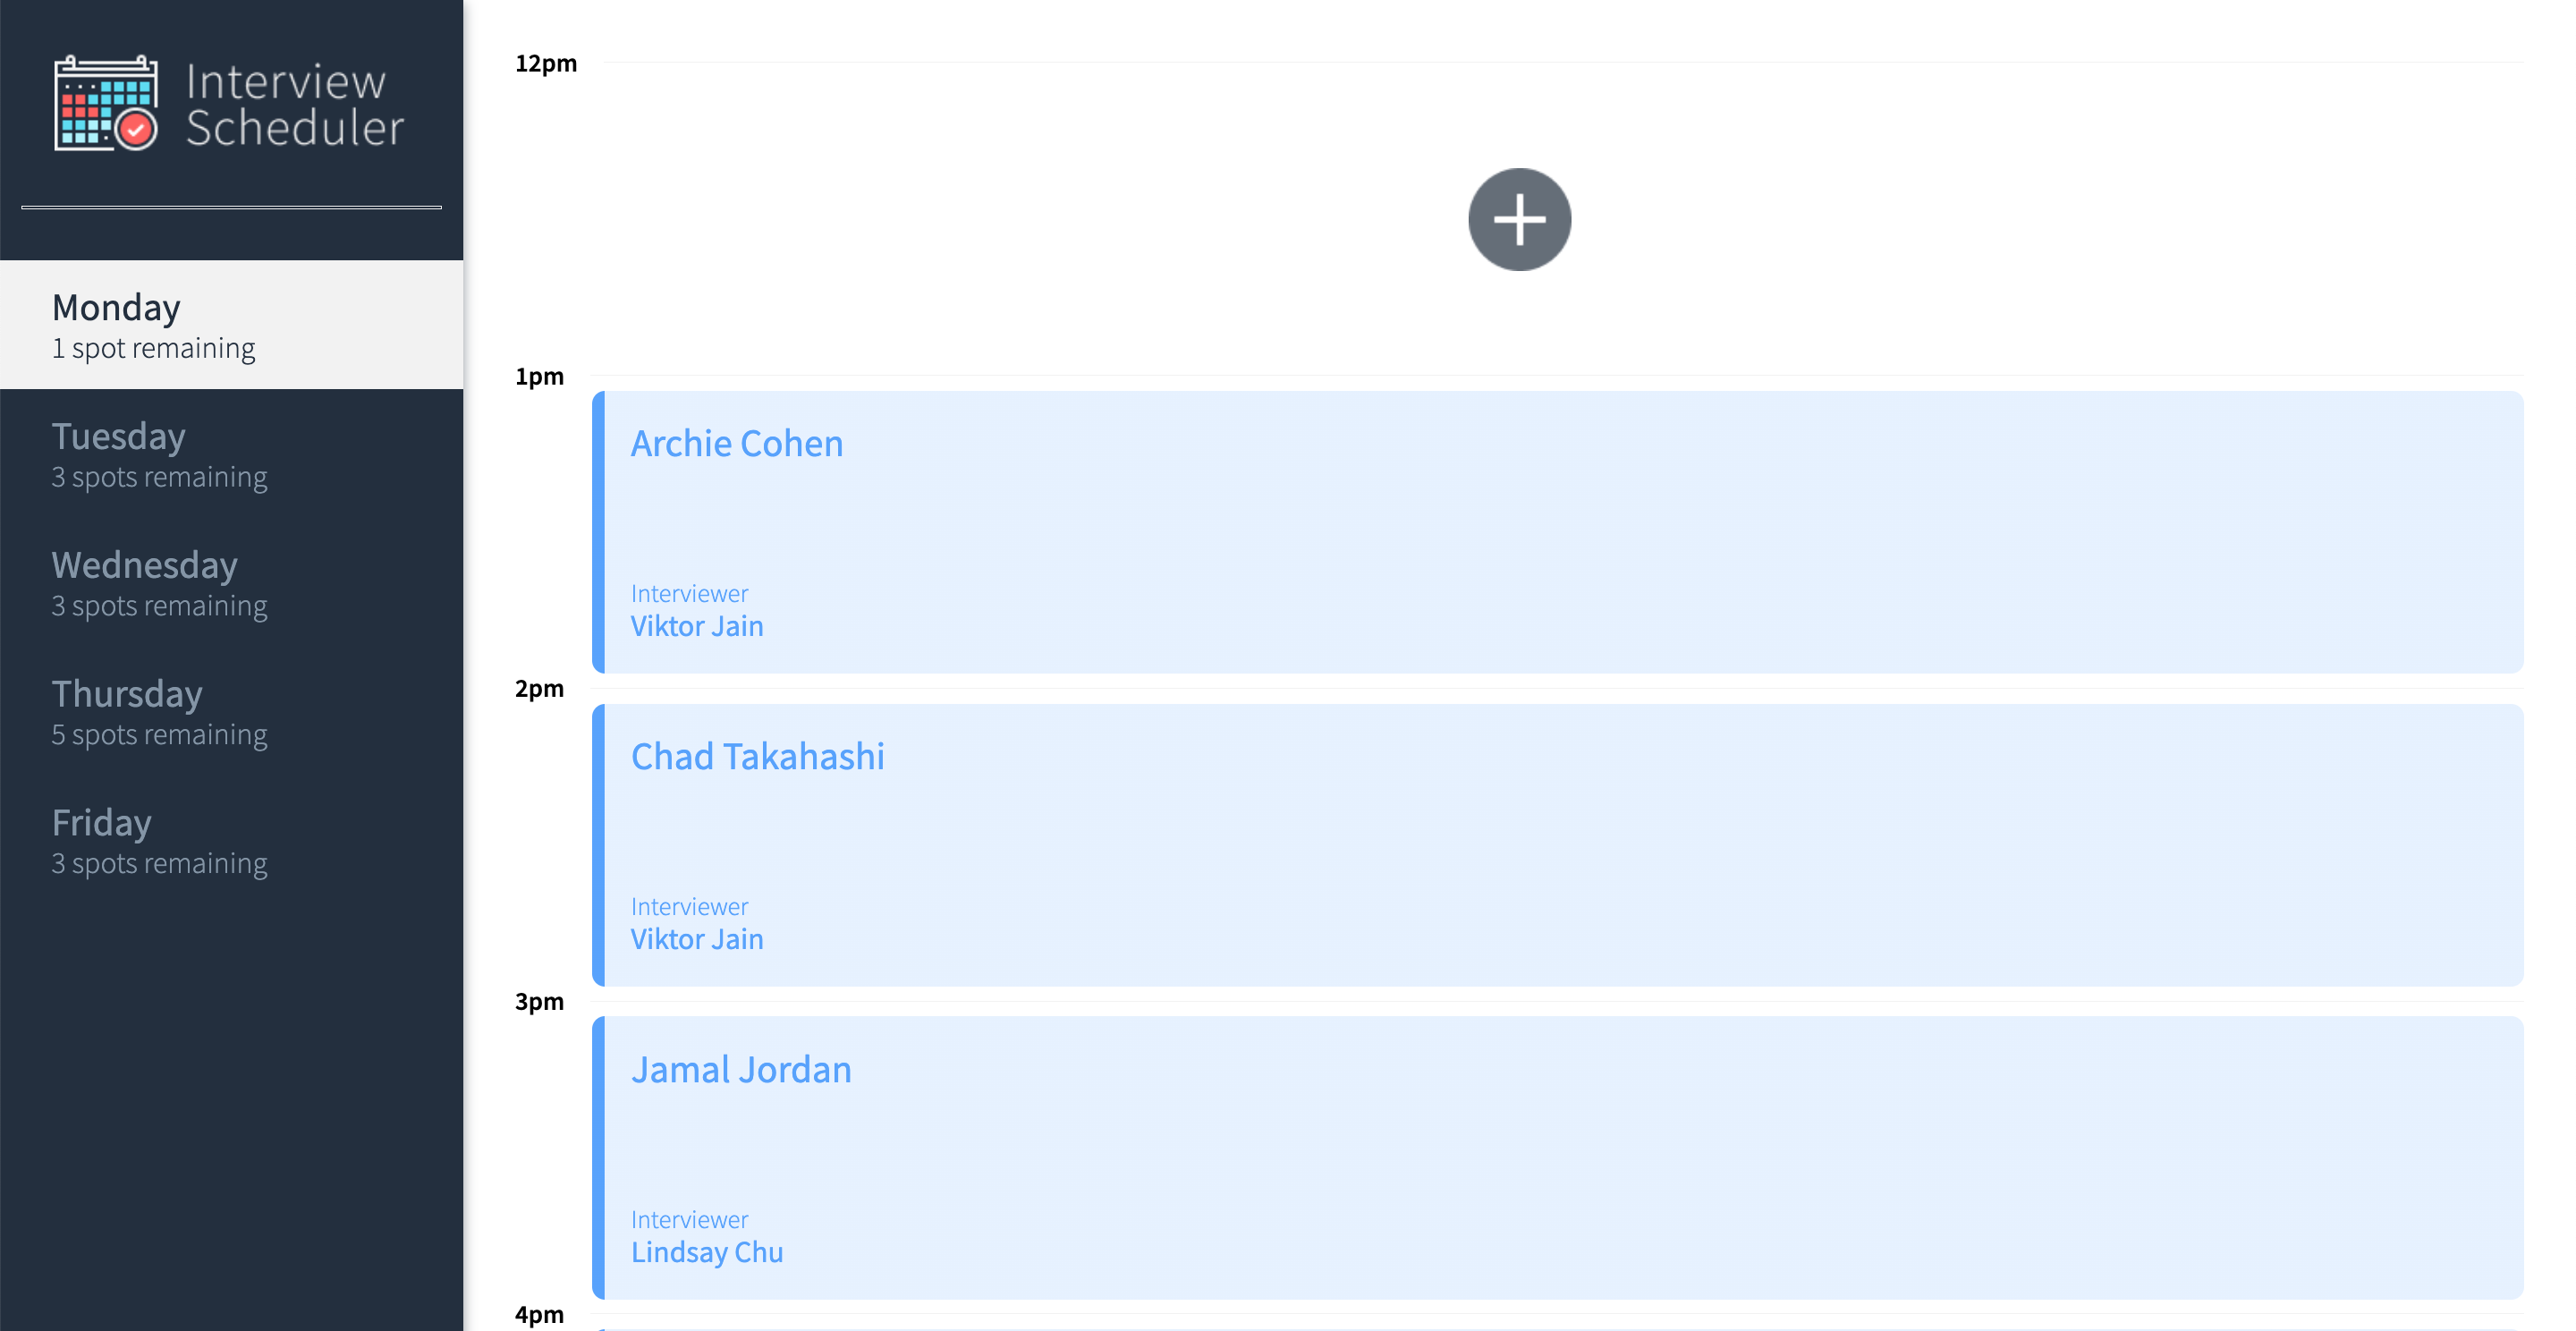 Interview
Scheduler
Monday
1 spot remaining
Tuesday
3 spots remaining
Wednesday
3 spots remaining
Thursday
5 spots remaining
Friday
3 spots remaining
12pm
1pm
Archie Cohen
Interviewer
Viktor Jain
2pm
Chad Takahashi
Interviewer
Viktor Jain
3pm
Jamal Jordan
Interviewer
Lindsay Chu
4pm